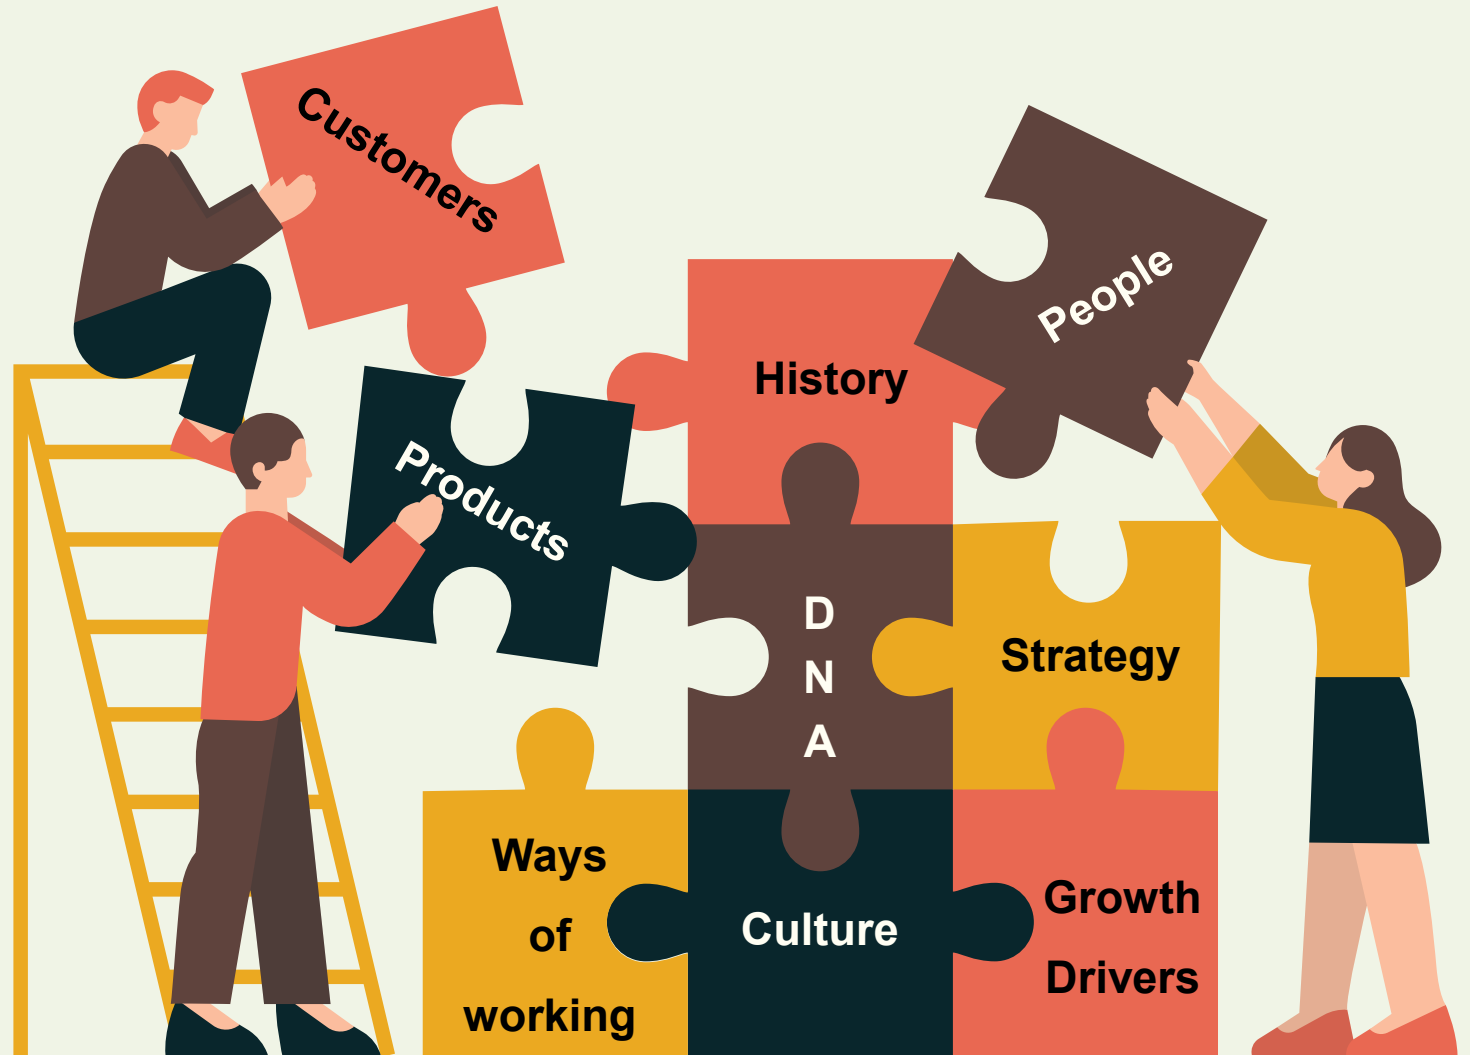 Customers
People
History
Products
D
N
A
Strategy
Ways
of
working
Culture
Growth
Drivers